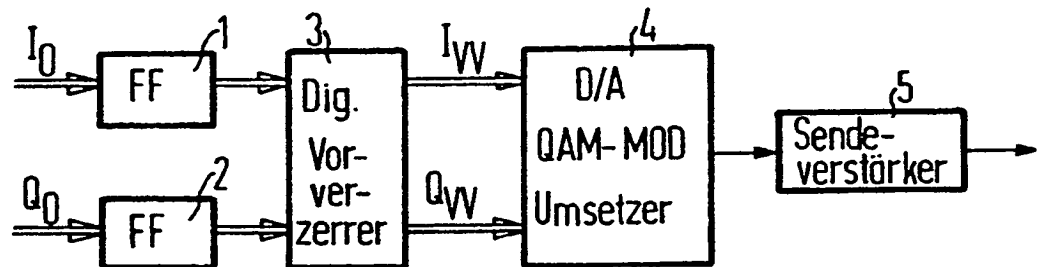 I0
1
FF
Q0
2
FF
3
Dig.
Vor-
ver-
zerrer
IVV
QVV
4
D/A
QAM-MOD
Umsetzer
5
Sende-
verstärker